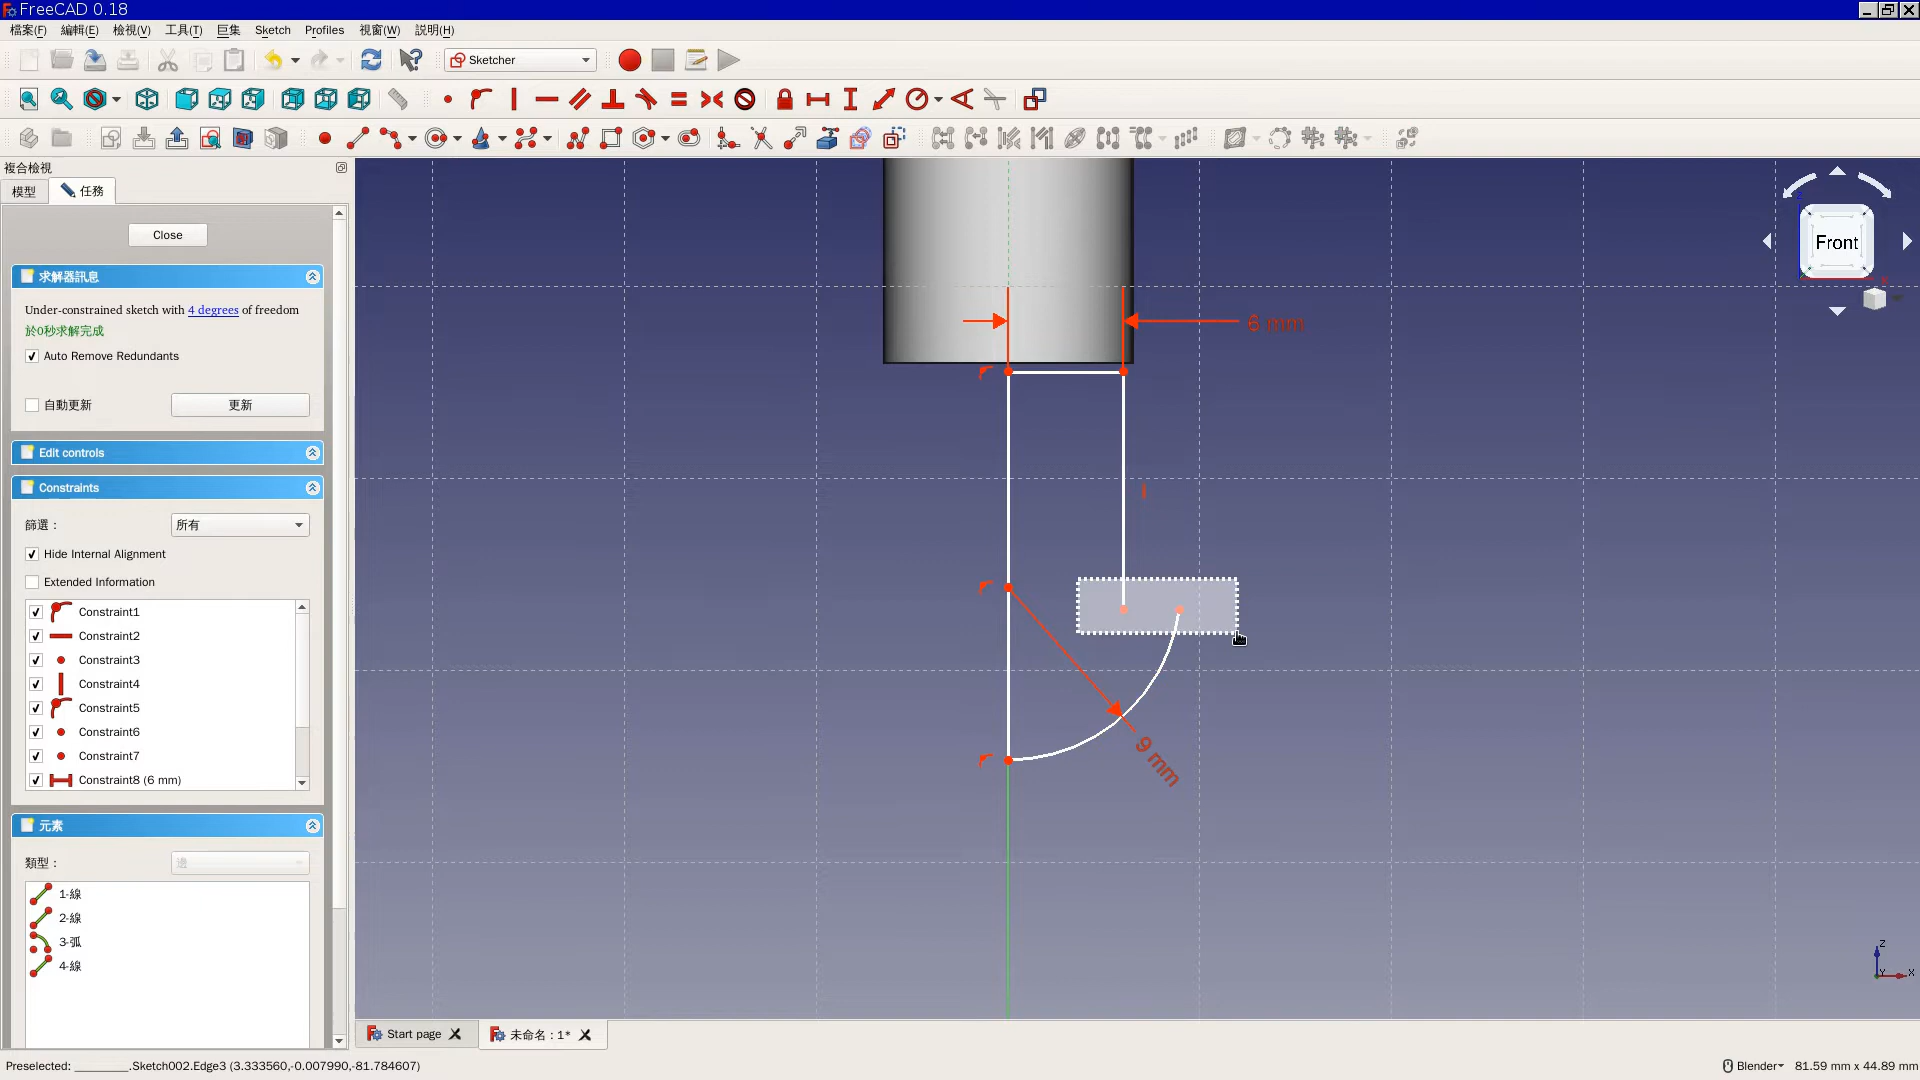 FreeCAD 0.18
檔案(F) 編輯(E) 檢視(V) 工具(T) 巨集 Sketch Profiles 視窗(W) 說明(H)
Sketcher
複合檢視
模型 任務
Close
求解器訊息
Under-constrained sketch with 4 degrees of freedom
於0秒求解完成
Auto Remove Redundants
自動更新 更新
Edit controls
Constraints
篩選： 所有
Hide Internal Alignment
Extended Information
Constraint1
Constraint2
Constraint3
Constraint4
Constraint5
Constraint6
Constraint7
Constraint8 (6 mm)
元素
類型： 邊
1-線
2-線
3-弧
4-線
6 mm
9 mm
Front
Z
Y
X
Start page 未命名 : 1*
Preselected: ________.Sketch002.Edge3 (3.333560,-0.007990,-81.784607)
Blender 81.59 mm x 44.89 mm